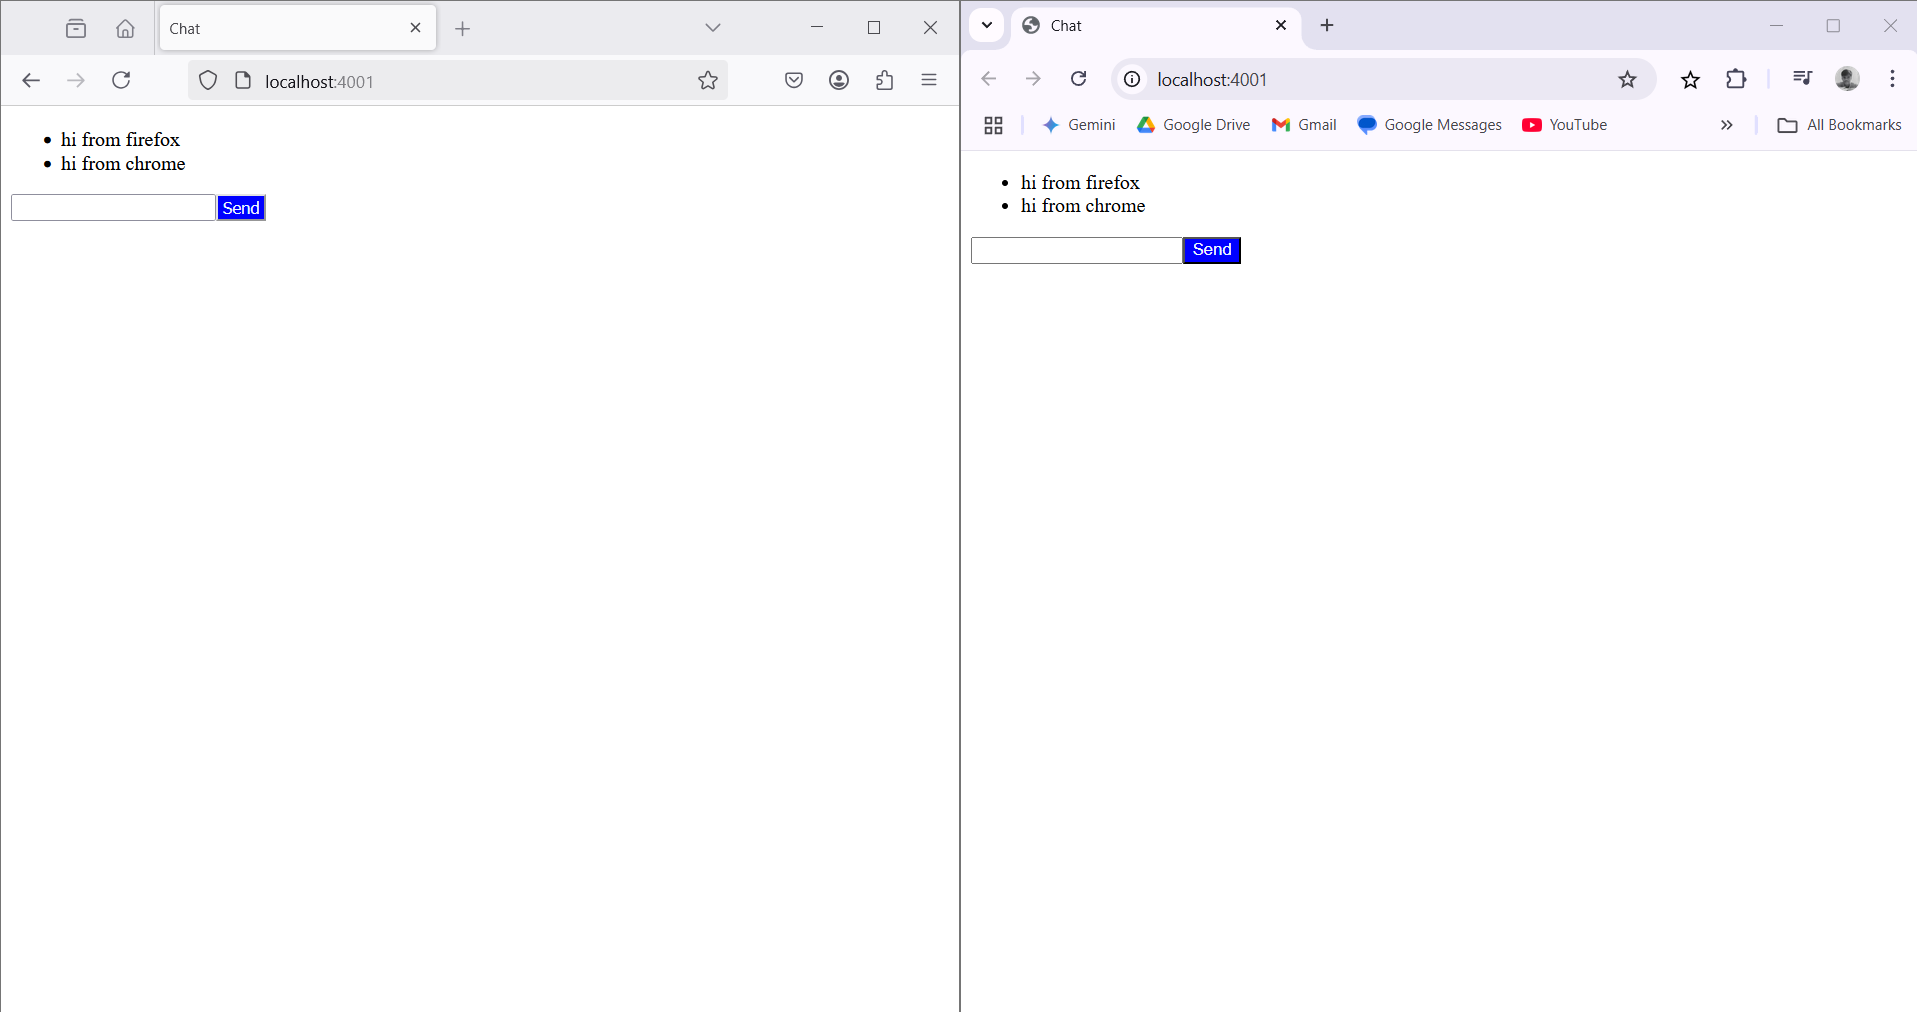 Chat
localhost:4001
hi from firefox
hi from chrome
Send
Chat
localhost:4001
Gemini Google Drive Gmail Google Messages YouTube All Bookmarks
hi from firefox
hi from chrome
Send